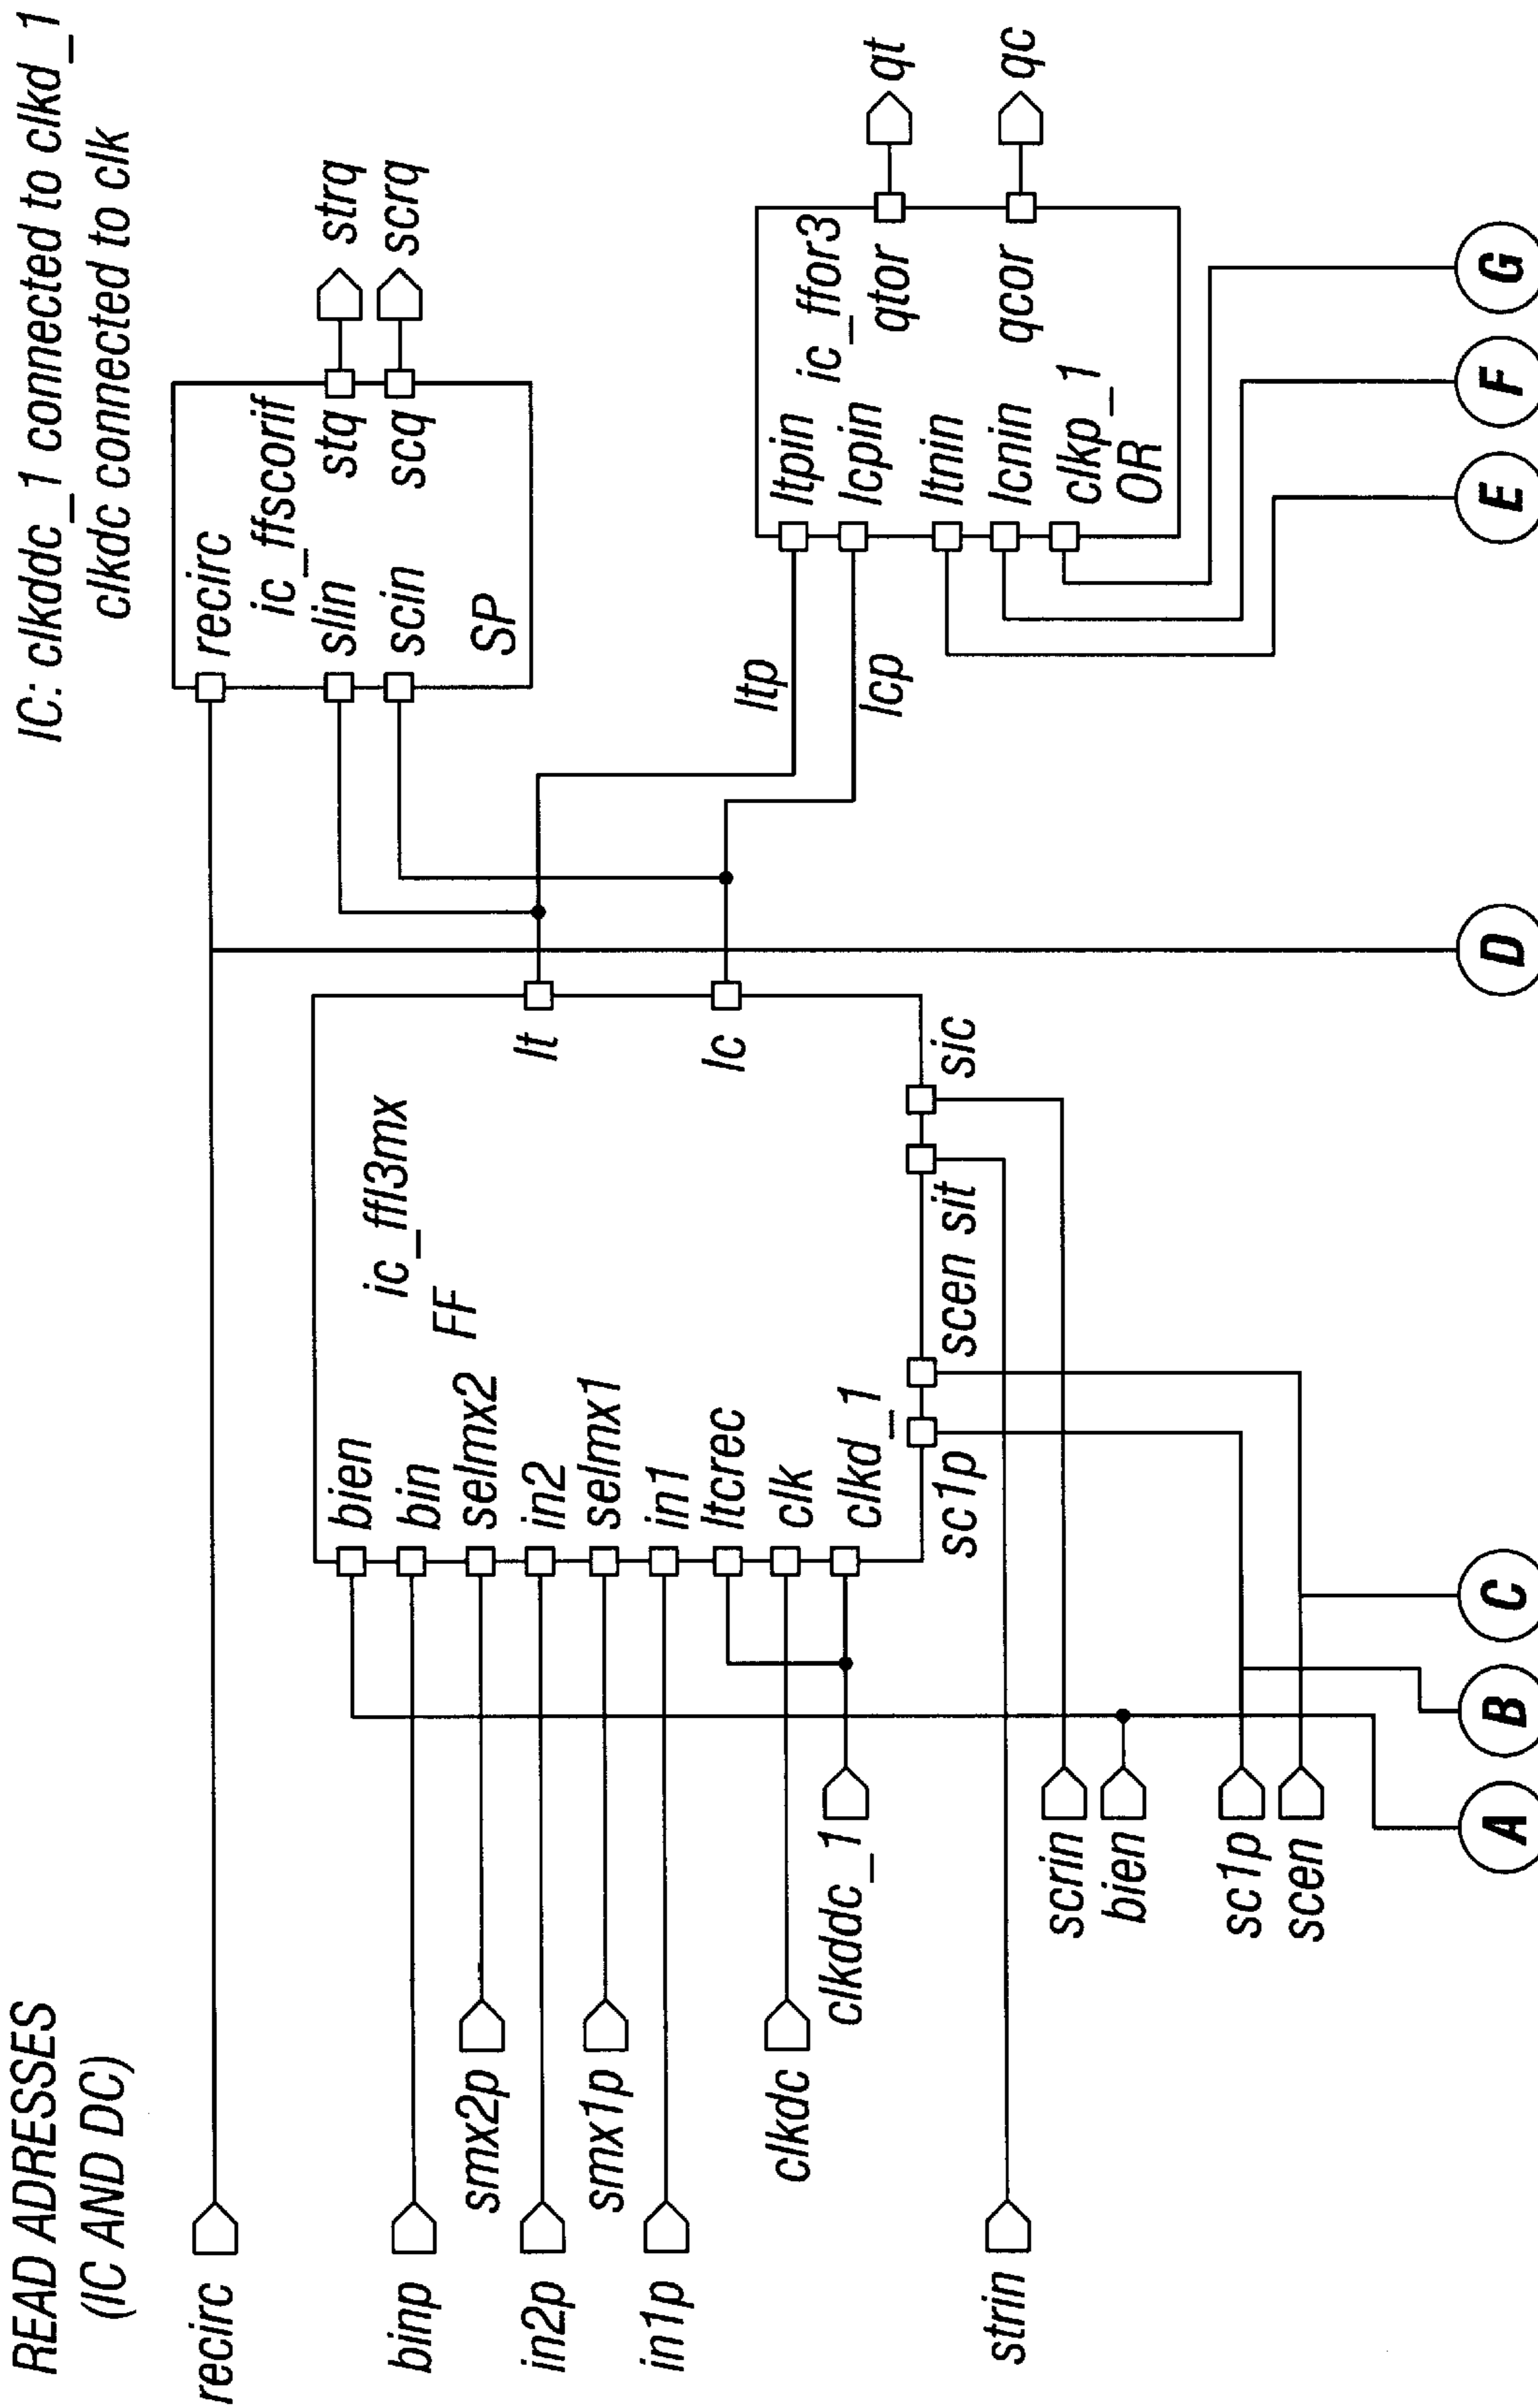 READ ADRESSES
(IC AND DC)
IC: clkddc_1 connected to clkd_1
clkdc connected to clk
recirc
binp
smx2p
in2p
smx1p
in1p
clkdc
clkddc_1
strin
scrin
bien
sc1p
scen
bien
bin
selmx2
in2
selmx1
in1
ltcrec
clk
clkd_1
ic_ffl3mx
FF
lt
lc
sc1p
scen
sit
sic
recirc
ic_ffscorif
slin
stq
scin
scq
SP
strq
scrq
ltp
lcp
ltpin
ic_ffor3
lcpin
qtor
ltnin
lcnin
qcor
clkp_1
OR
qt
qc
A
B
C
D
E
F
G